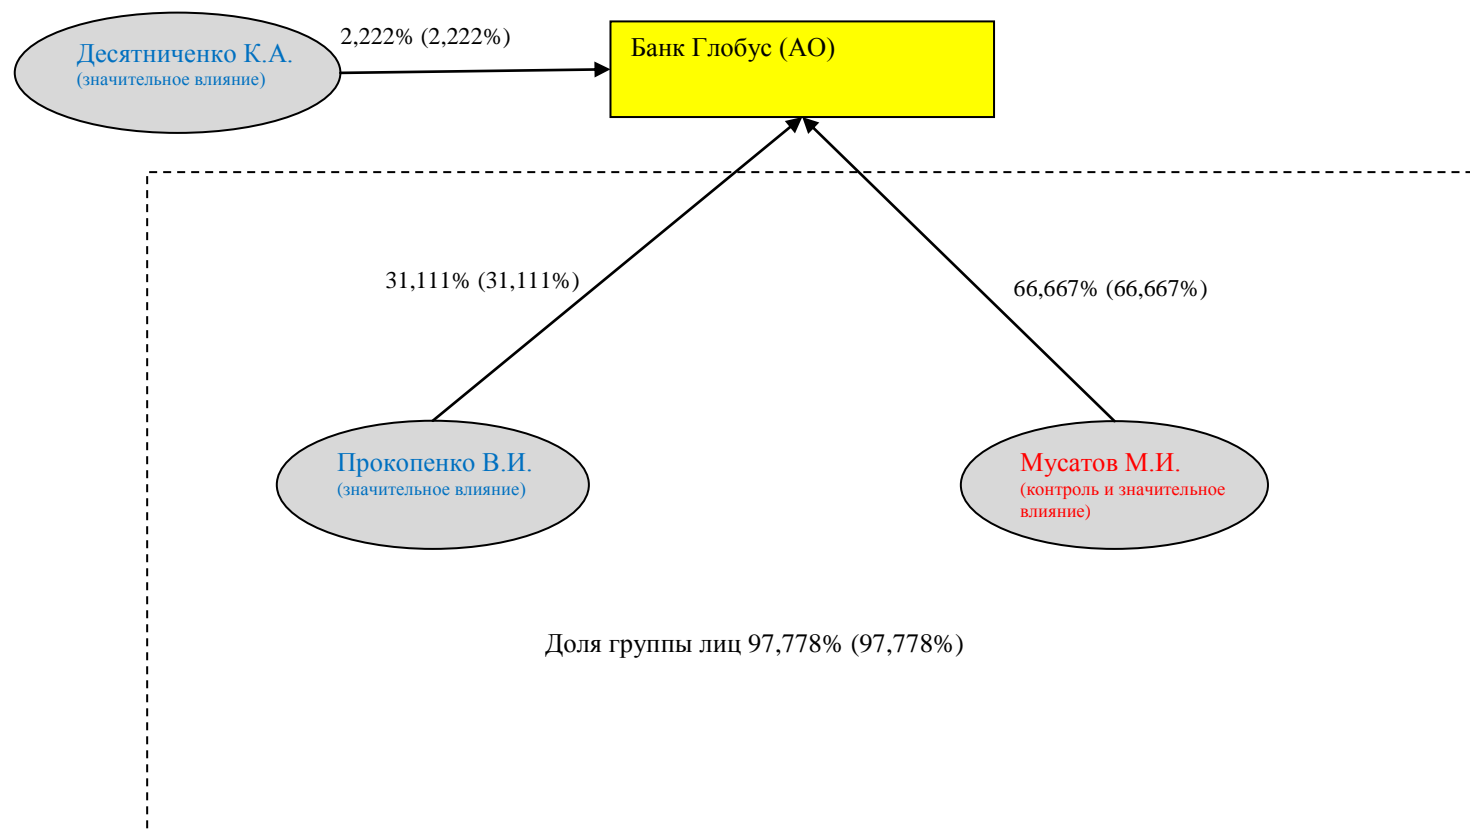 Десятниченко К.А.
(значительное влияние)
2,222% (2,222%)
Банк Глобус (АО)
31,111% (31,111%)
66,667% (66,667%)
Прокопенко В.И.
(значительное влияние)
Мусатов М.И.
(контроль и значительное
влияние)
Доля группы лиц 97,778% (97,778%)